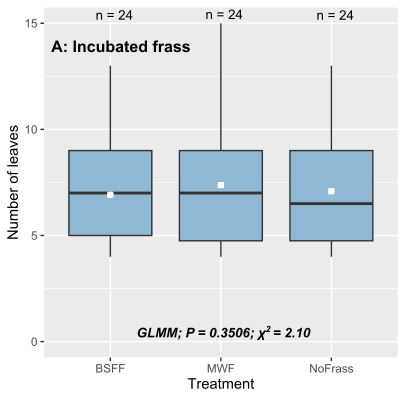 n = 24 n = 24 n = 24
15
A: Incubated frass
10
Number of leaves
5
GLMM; P = 0.3506; χ² = 2.10
0
BSFF MWF NoFrass
Treatment